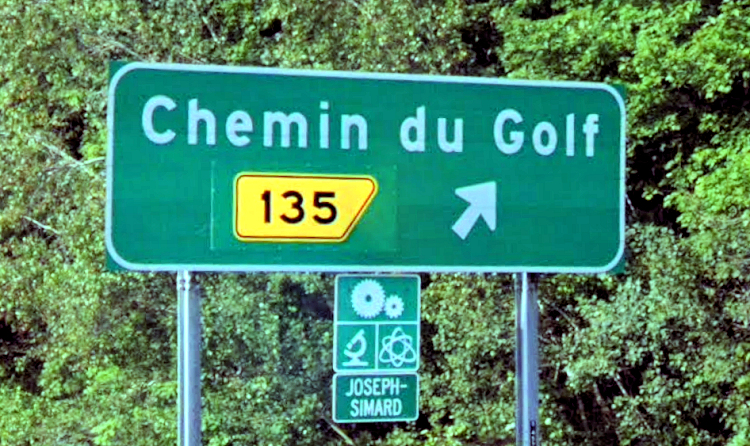 Chemin du Golf
135
JOSEPH-
SIMARD